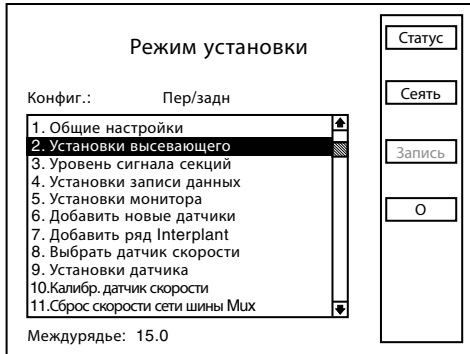 Режим установки
Конфиг.: Пер/задн
1. Общие настройки
2. Установки высевающего
3. Уровень сигнала секций
4. Установки записи данных
5. Установки монитора
6. Добавить новые датчики
7. Добавить ряд Interplant
8. Выбрать датчик скорости
9. Установки датчика
10.Калибр. датчик скорости
11.Сброс скорости сети шины Mux
Междурядье: 15.0
Статус
Сеять
Запись
О